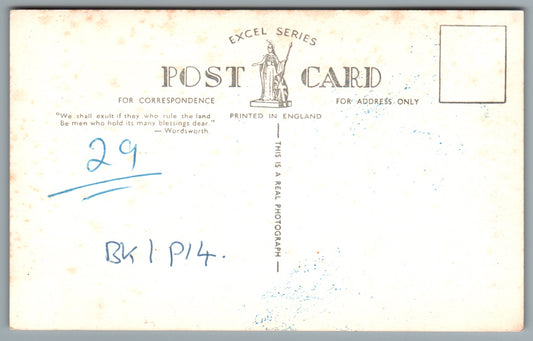 EXCEL SERIES
POST CARD
FOR CORRESPONDENCE
FOR ADDRESS ONLY
"We shall exult if they who rule the land
Be men who hold its many blessings dear."
— Wordsworth
PRINTED IN ENGLAND
29
— THIS IS A REAL PHOTOGRAPH —
BK 1 P14.